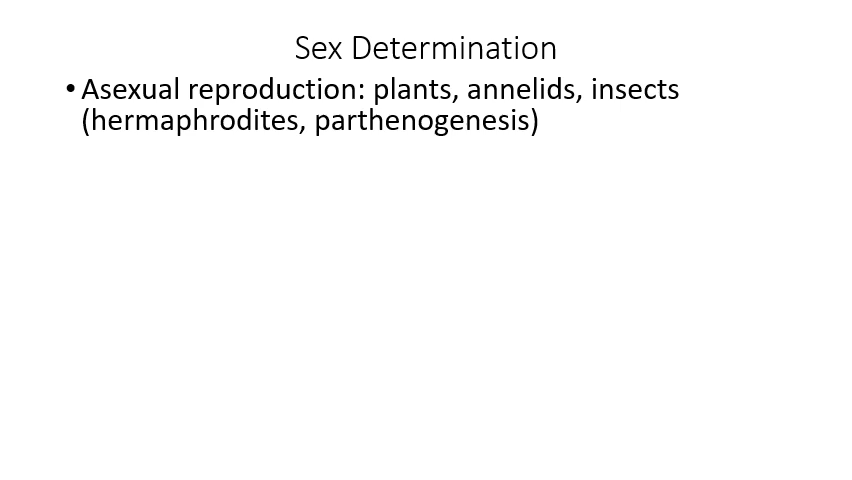 Sex Determination
• Asexual reproduction: plants, annelids, insects
(hermaphrodites, parthenogenesis)